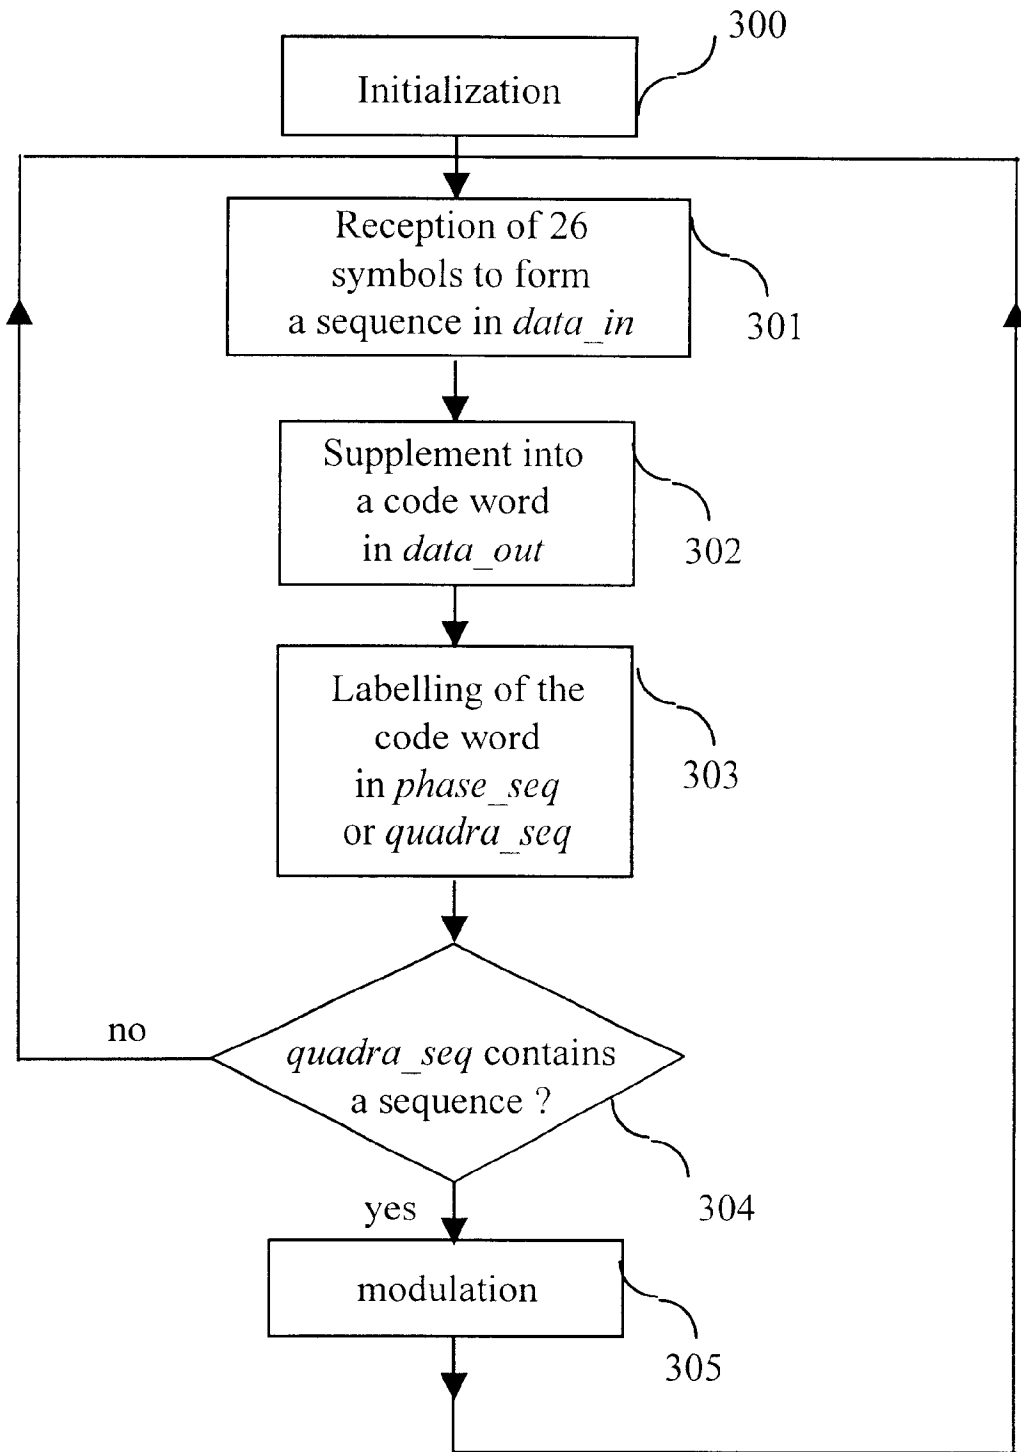 300
Initialization
Reception of 26
symbols to form
a sequence in data_in
301
Supplement into
a code word
in data_out
302
Labelling of the
code word
in phase_seq
or quadra_seq
303
no
quadra_seq contains
a sequence ?
304
yes
modulation
305